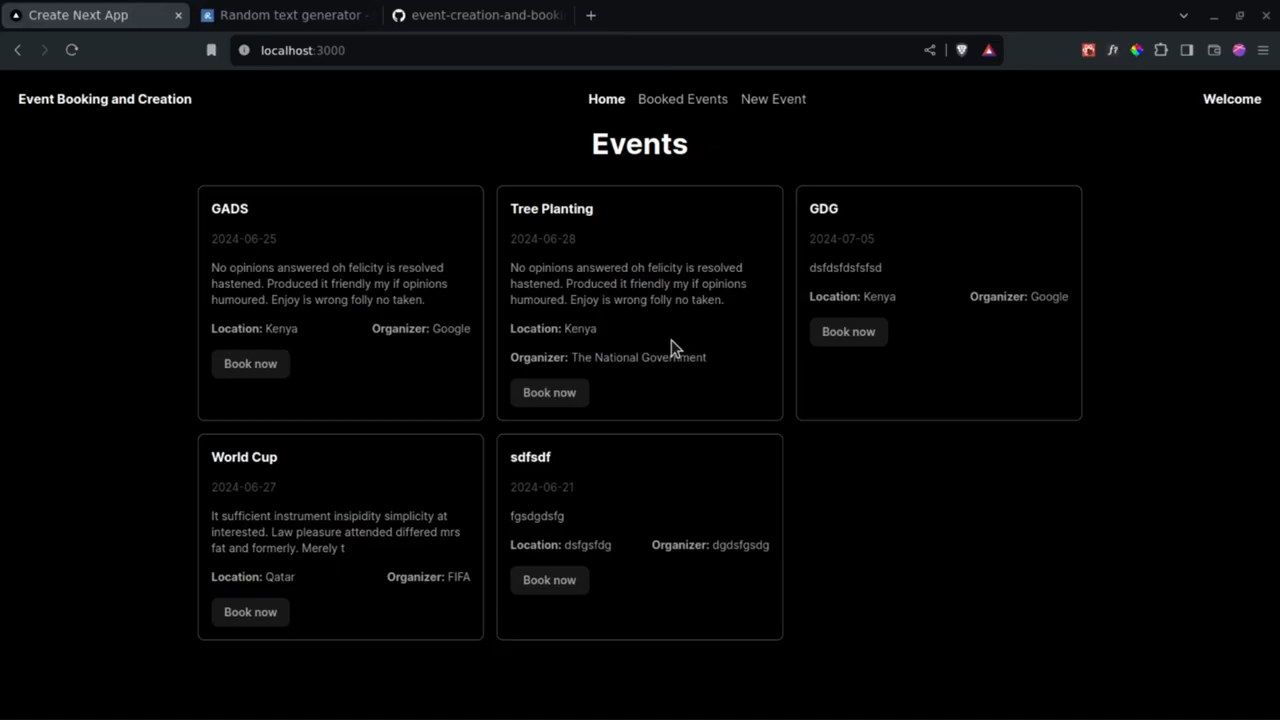 Create Next App
Random text generator
event-creation-and-booki
localhost:3000
Event Booking and Creation
Home
Booked Events
New Event
Welcome
Events
GADS
2024-06-25
No opinions answered oh felicity is resolved
hastened. Produced it friendly my if opinions
humoured. Enjoy is wrong folly no taken.
Location: Kenya
Organizer: Google
Book now
Tree Planting
2024-06-28
No opinions answered oh felicity is resolved
hastened. Produced it friendly my if opinions
humoured. Enjoy is wrong folly no taken.
Location: Kenya
Organizer: The National Government
Book now
GDG
2024-07-05
dsfdsfdsfsfsd
Location: Kenya
Organizer: Google
Book now
World Cup
2024-06-27
It sufficient instrument insipidity simplicity at
interested. Law pleasure attended differed mrs
fat and formerly. Merely t
Location: Qatar
Organizer: FIFA
Book now
sdfsdf
2024-06-21
fgsdgdsfg
Location: dsfgsfdg
Organizer: dgdsfgsdg
Book now